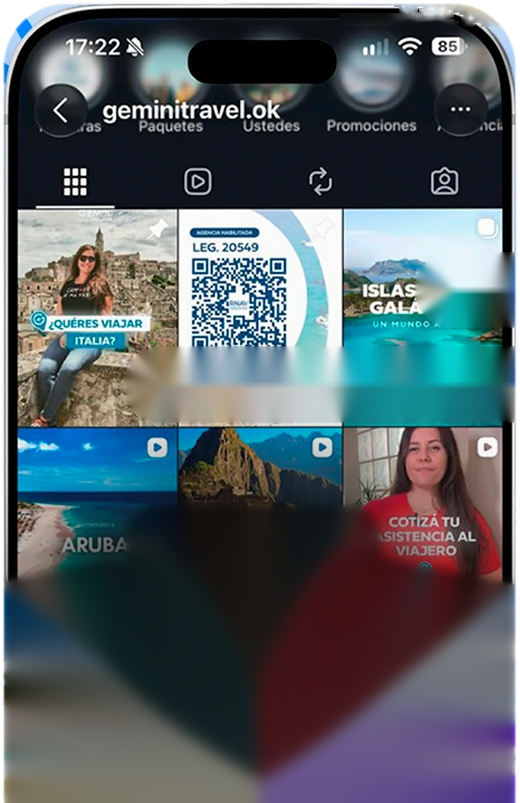 17:22
85
geminitravel.ok
Paquetes
Ustedes
Promociones
AGENCIA HABILITADA
LEG. 20549
¿QUÉRES VIAJAR
ITALIA?
ISLAS
GALÁ
UN MUNDO
ARUBA
COTIZÁ TU
ASISTENCIA AL
VIAJERO